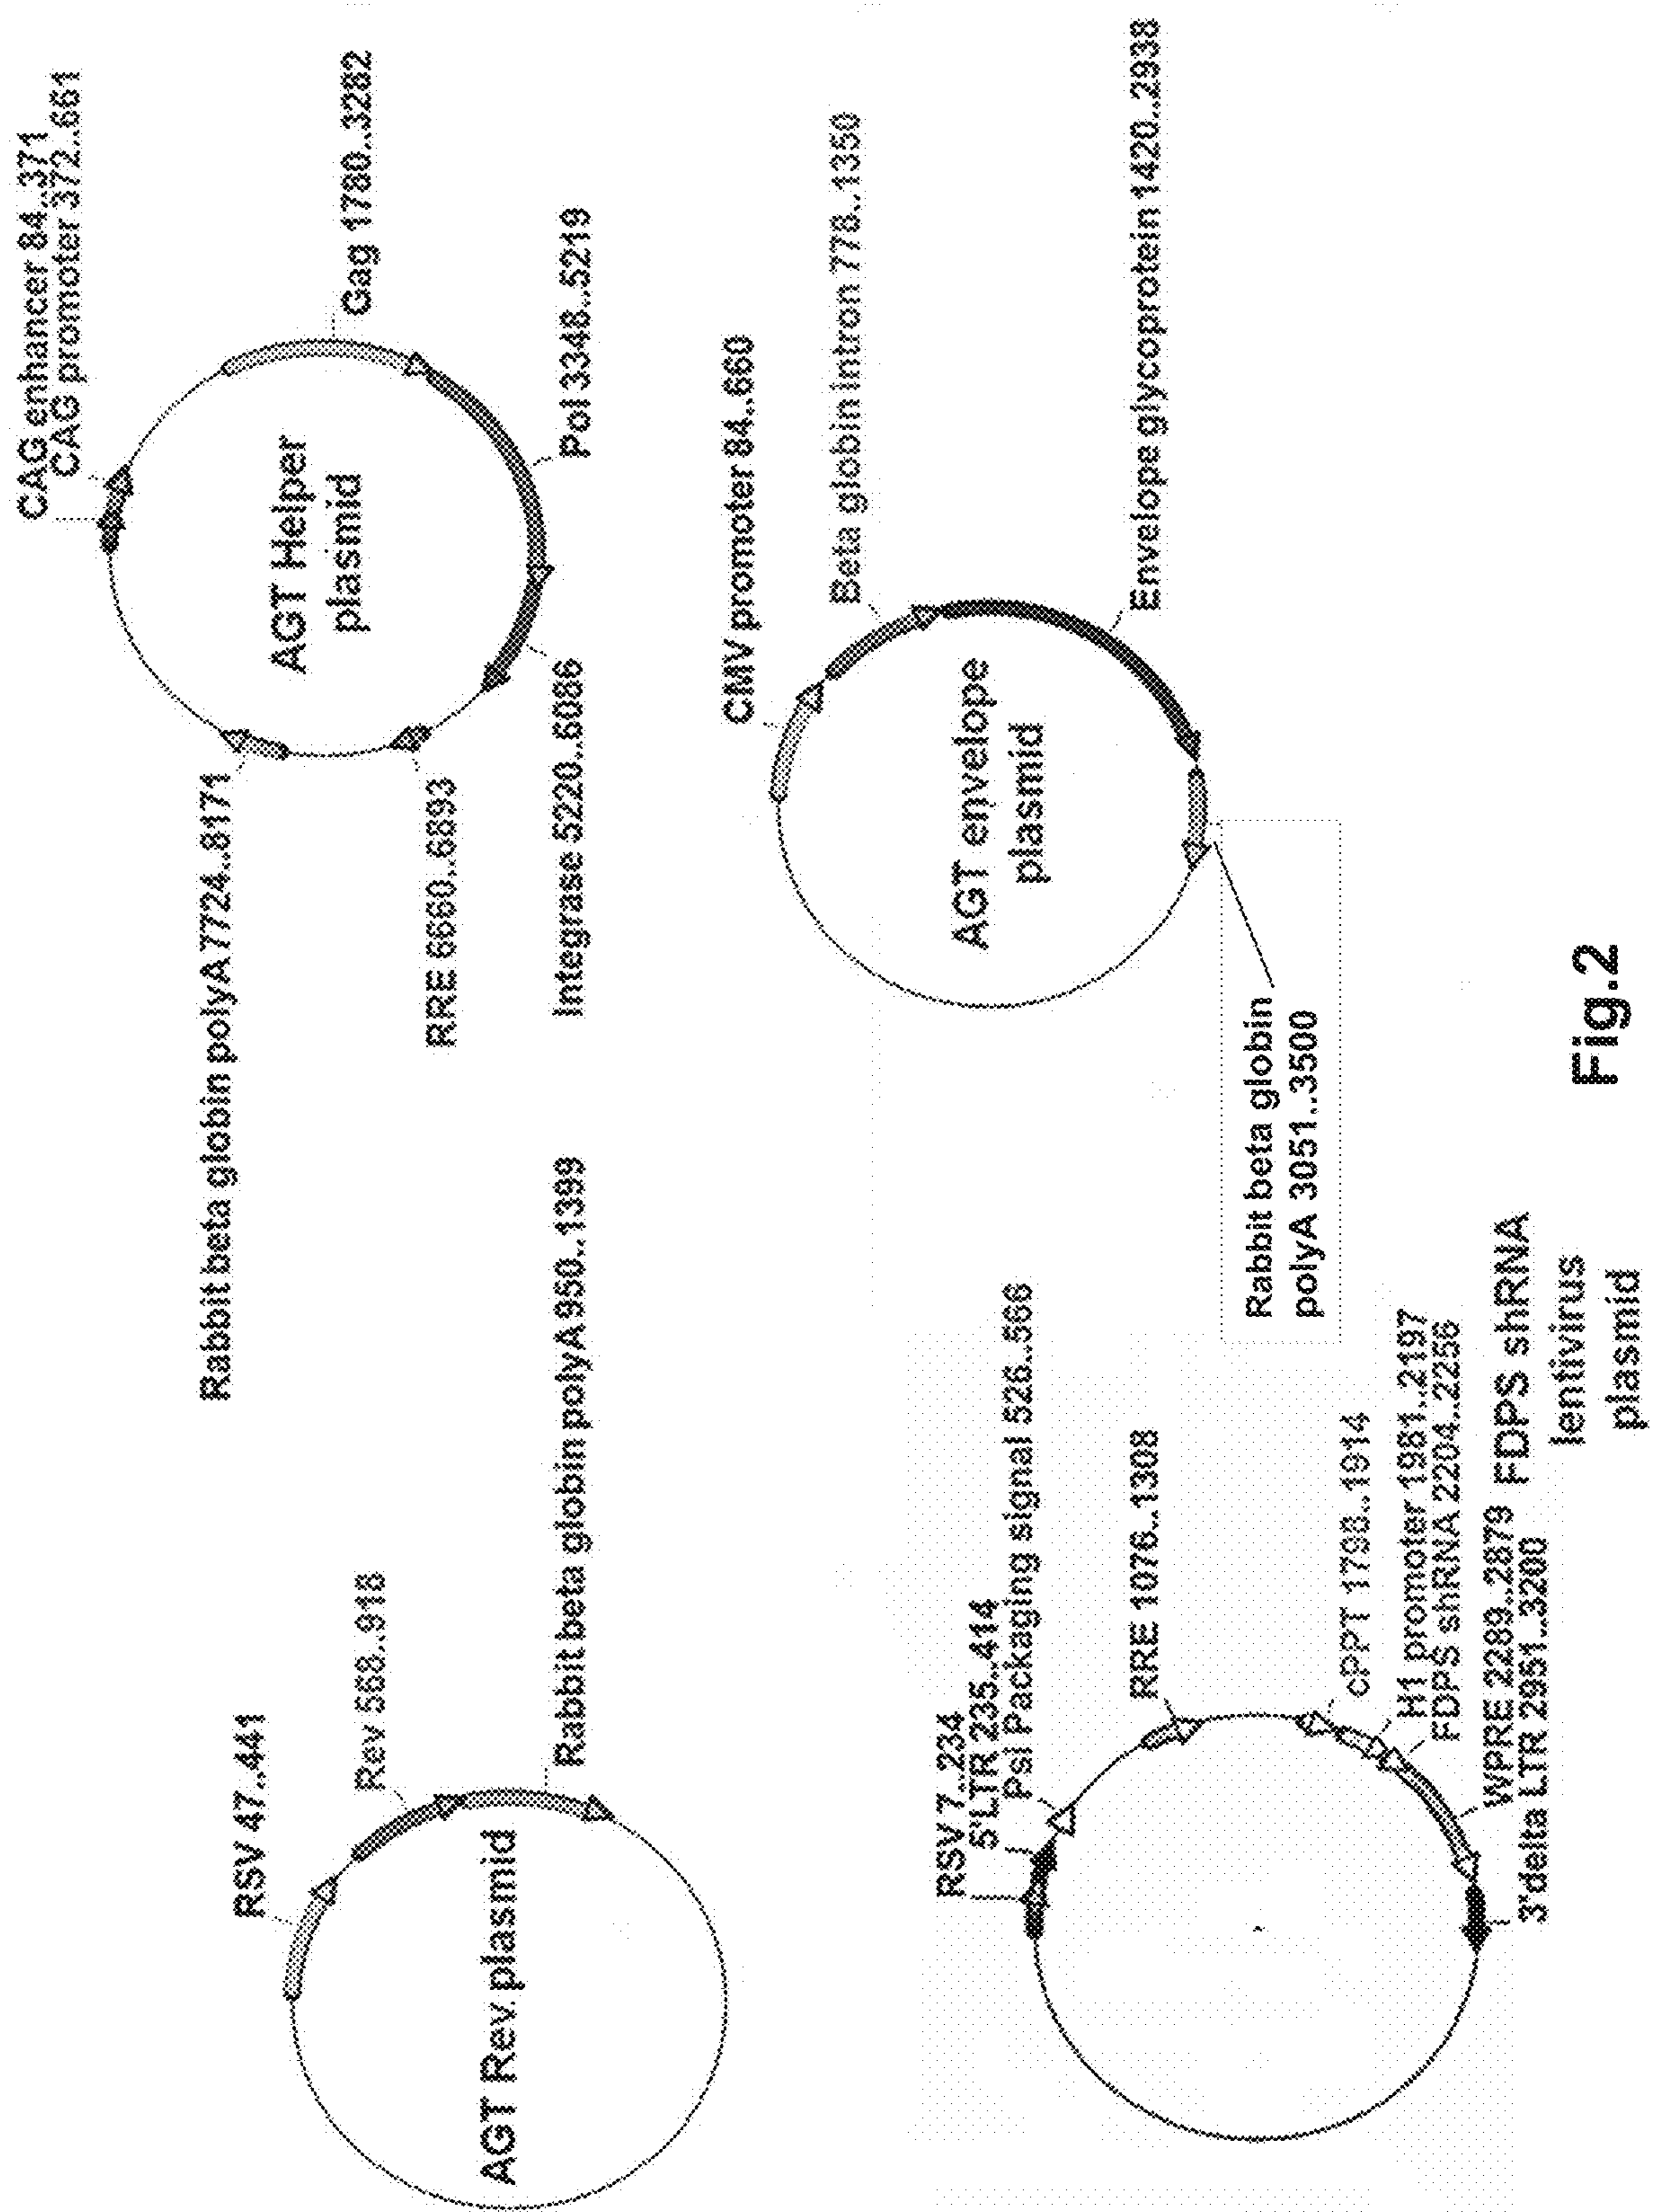 RSV 47..441
Rev 568..918
Rabbit beta globin polyA 950..1399
AGT Rev. plasmid
CAG enhancer 84..371
CAG promoter 372..661
Rabbit beta globin polyA 7724..8171
AGT Helper
plasmid
Gag 1780..3282
RRE 6660..6893
Pol 3348..5219
Integrase 5220..6086
RSV 7..234
5'LTR 235..414
Psi Packaging signal 526..566
RRE 1076..1308
cPPT 1798..1914
H1 promoter 1981..2197
FDPS shRNA 2204..2256
WPRE 2289..2879
3'delta LTR 2951..3200
FDPS shRNA
lentivirus
plasmid
CMV promoter 84..660
Beta globin intron 778..1350
AGT envelope
plasmid
Envelope glycoprotein 1420..2938
Rabbit beta globin
polyA 3051..3500
Fig.2